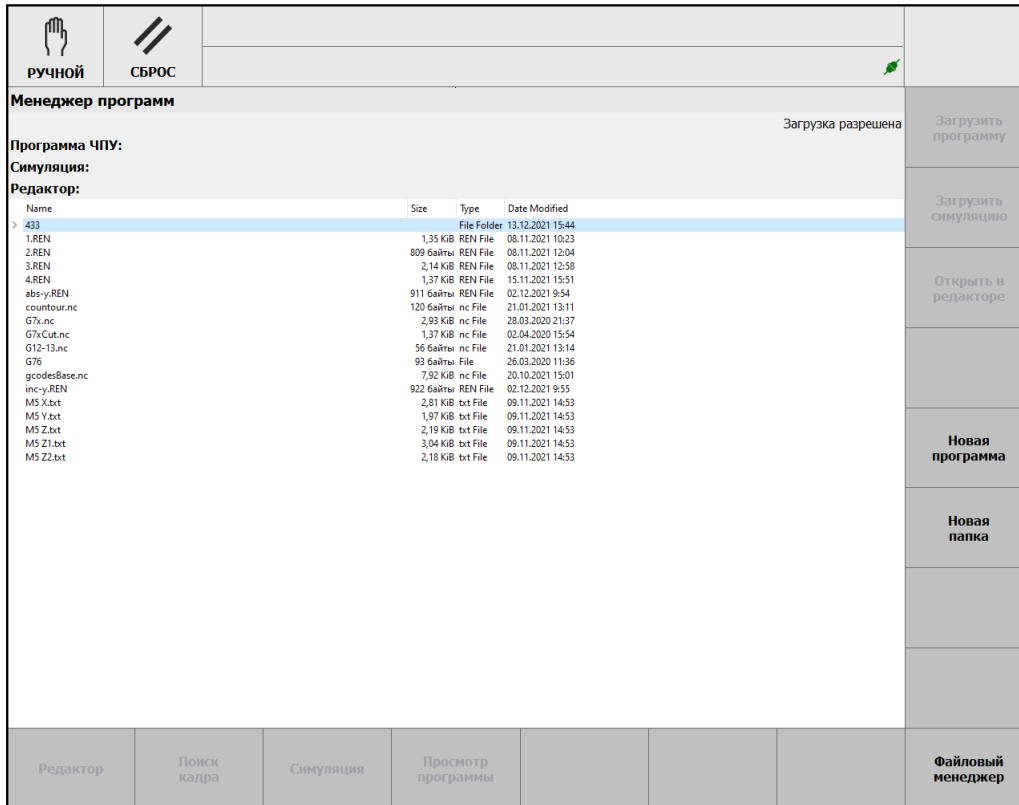 РУЧНОЙ СБРОС
Менеджер программ
Загрузка разрешена
Программа ЧПУ:
Симуляция:
Редактор:
Name Size Type Date Modified
> 433 File Folder 13.12.2021 15:44
1.REN 1,35 KiB REN File 08.11.2021 10:23
2.REN 809 байты REN File 08.11.2021 12:04
3.REN 2,14 KiB REN File 08.11.2021 12:58
4.REN 1,37 KiB REN File 15.11.2021 15:51
abs-y.REN 911 байты REN File 02.12.2021 9:54
countour.nc 120 байты nc File 21.01.2021 13:11
G7x.nc 2,93 KiB nc File 28.03.2020 21:37
G7xCut.nc 1,37 KiB nc File 02.04.2020 15:54
G12-13.nc 56 байты nc File 21.01.2021 13:14
G76 93 байты File 26.03.2020 11:36
gcodesBase.nc 7,92 KiB nc File 20.10.2021 15:01
inc-y.REN 922 байты REN File 02.12.2021 9:55
M5 X.txt 2,81 KiB txt File 09.11.2021 14:53
M5 Y.txt 1,97 KiB txt File 09.11.2021 14:53
M5 Z.txt 2,19 KiB txt File 09.11.2021 14:53
M5 Z1.txt 3,04 KiB txt File 09.11.2021 14:53
M5 Z2.txt 2,18 KiB txt File 09.11.2021 14:53
Загрузить
программу
Загрузить
симуляцию
Открыть в
редакторе
Новая
программа
Новая
папка
Редактор
Поиск
кадра
Симуляция
Просмотр
программы
Файловый
менеджер